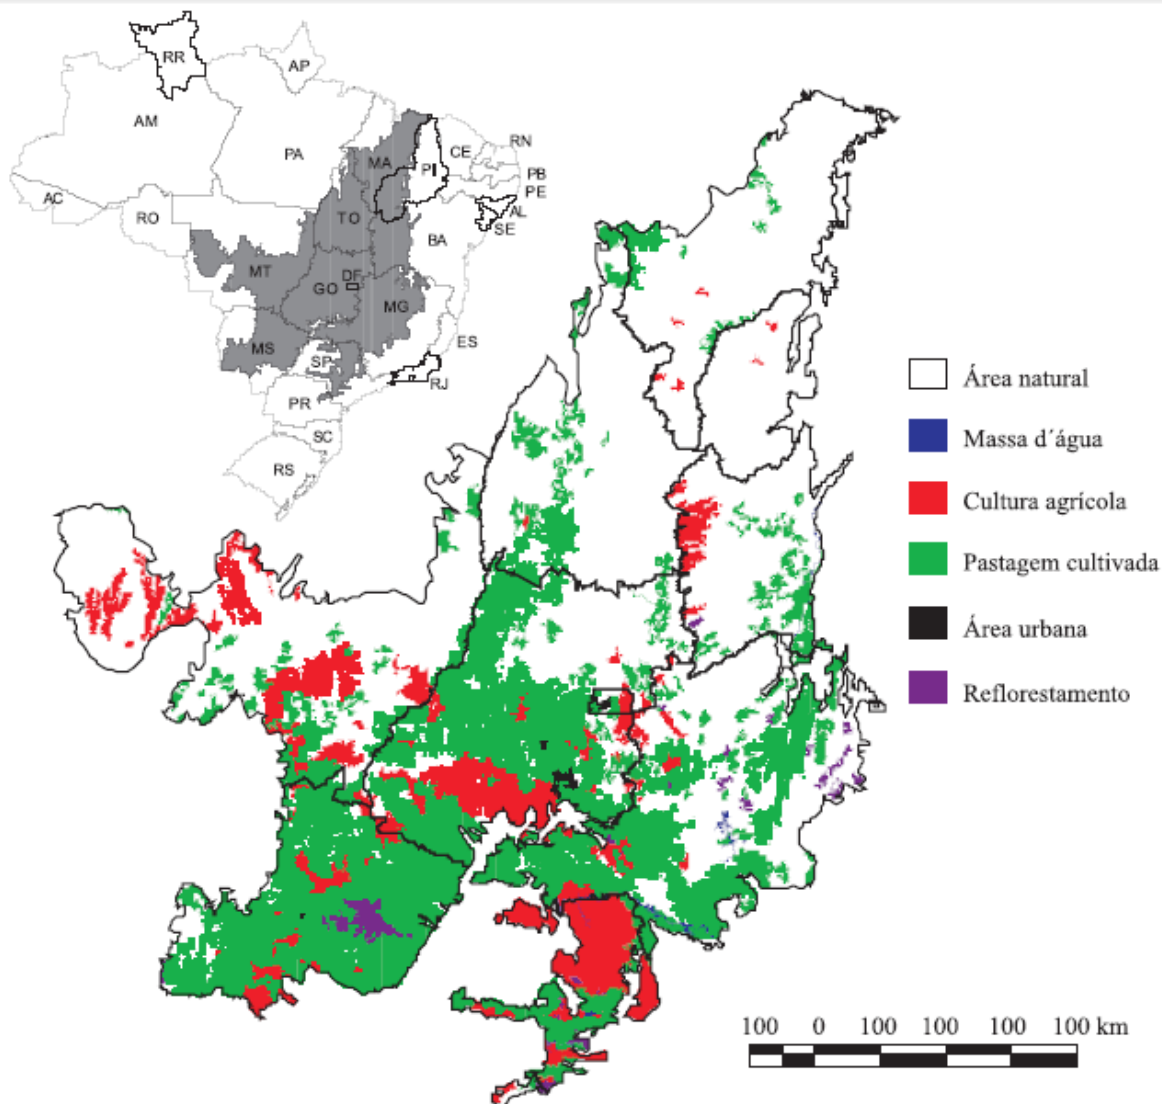 RR
AP
AM
PA
MA
CE
RN
PI
PB
PE
AC
RO
TO
AL
SE
BA
MT
DF
GO
MG
MS
ES
SP
RJ
PR
SC
RS
Área natural
Massa d´água
Cultura agrícola
Pastagem cultivada
Área urbana
Reflorestamento
100 0 100 100 100 100 km